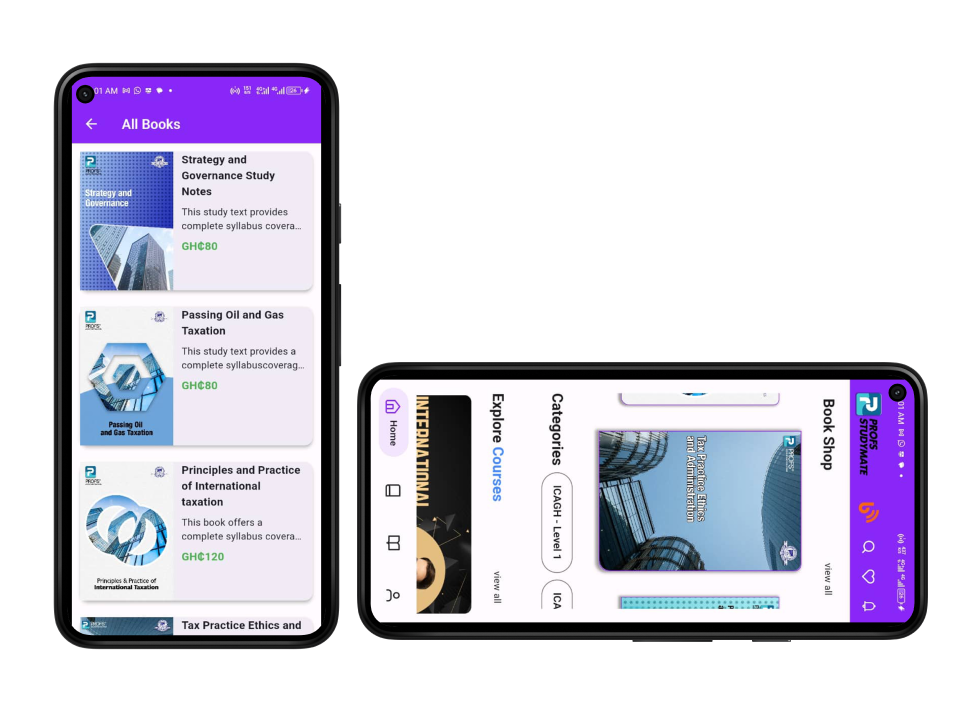 01 AM
All Books
PROFS'
Strategy and
Governance
Strategy and
Governance Study
Notes
This study text provides
complete syllabus covera...
GH₵80
PROFS'
Passing Oil
and Gas Taxation
Passing Oil and Gas
Taxation
This study text provides a
complete syllabuscoverag...
GH₵80
PROFS'
Principles & Practice of
International Taxation
Principles and Practice
of International
taxation
This book offers a
complete syllabus covera...
GH₵120
PROFS'
Tax Practice Ethics and
01 AM
PROFS
STUDYMATE
Book Shop
view all
PROFS'
Tax Practice Ethics
and Administration
Categories
ICAGH - Level 1
ICA
Explore Courses
view all
INTERNATIONAL
Home